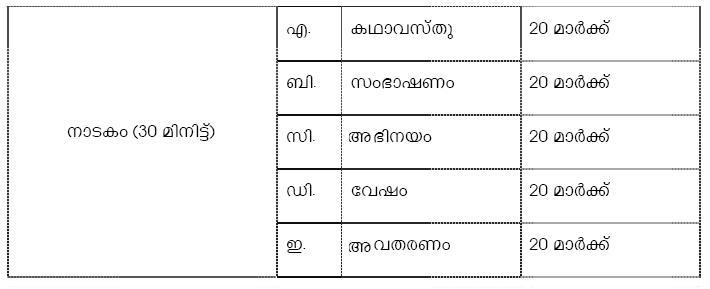 എ. കഥാവസ്തു 20 മാർക്ക്
ബി. സംഭാഷണം 20 മാർക്ക്
നാടകം (30 മിനിട്ട്) സി. അഭിനയം 20 മാർക്ക്
ഡി. വേഷം 20 മാർക്ക്
ഇ. അവതരണം 20 മാർക്ക്